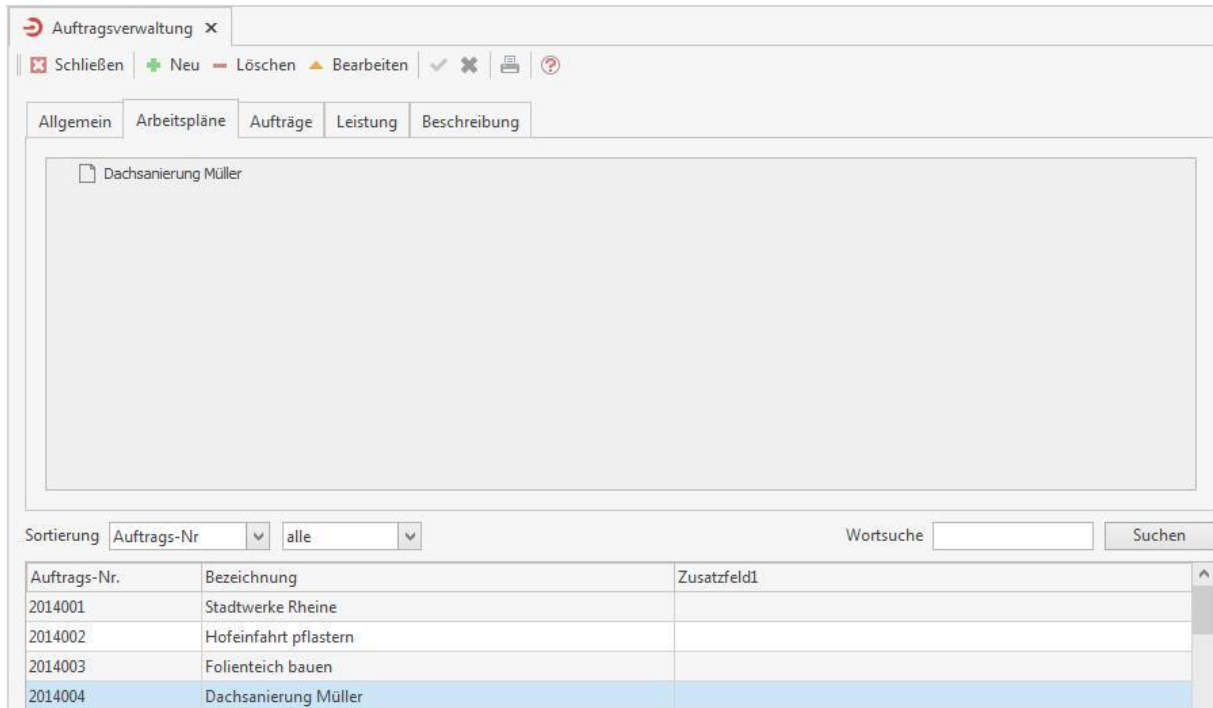 Auftragsverwaltung
Schließen Neu Löschen Bearbeiten
Allgemein Arbeitspläne Aufträge Leistung Beschreibung
Dachsanierung Müller
Sortierung Auftrags-Nr alle Wortsuche Suchen
Auftrags-Nr. Bezeichnung Zusatzfeld1
2014001 Stadtwerke Rheine
2014002 Hofeinfahrt pflastern
2014003 Folienteich bauen
2014004 Dachsanierung Müller